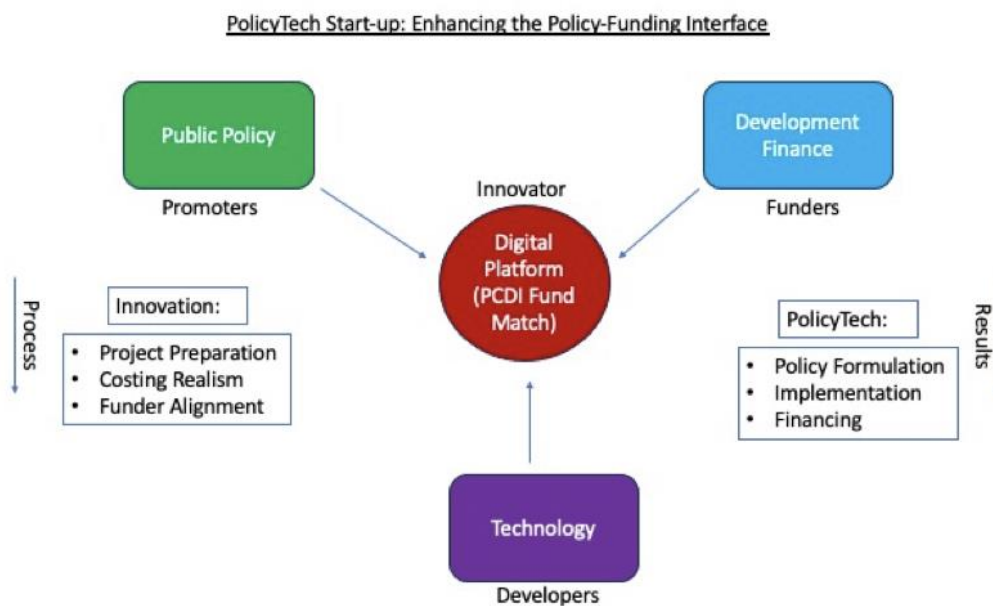 PolicyTech Start-up: Enhancing the Policy-Funding Interface
Public Policy
Promoters
Development
Finance
Funders
Innovator
Digital
Platform
(PCDI Fund
Match)
Process
Innovation:
• Project Preparation
• Costing Realism
• Funder Alignment
PolicyTech:
• Policy Formulation
• Implementation
• Financing
Results
Technology
Developers